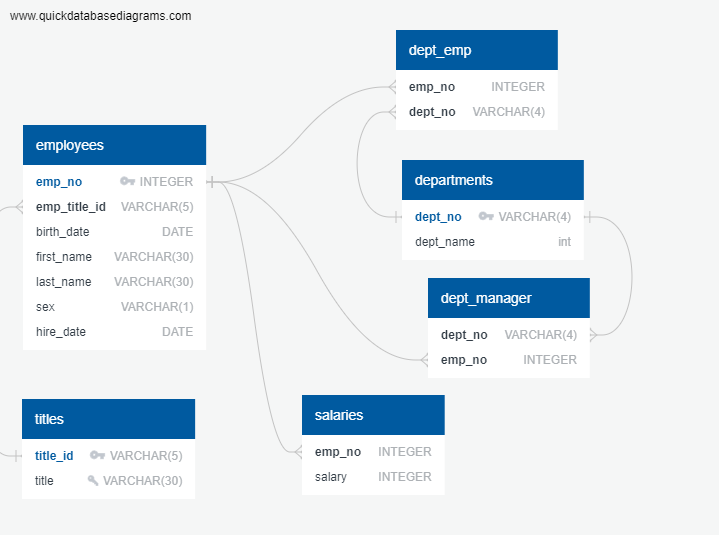 www.quickdatabasediagrams.com
dept_emp
emp_no INTEGER
dept_no VARCHAR(4)
employees
emp_no INTEGER
emp_title_id VARCHAR(5)
birth_date DATE
first_name VARCHAR(30)
last_name VARCHAR(30)
sex VARCHAR(1)
hire_date DATE
departments
dept_no VARCHAR(4)
dept_name int
dept_manager
dept_no VARCHAR(4)
emp_no INTEGER
titles
title_id VARCHAR(5)
title VARCHAR(30)
salaries
emp_no INTEGER
salary INTEGER